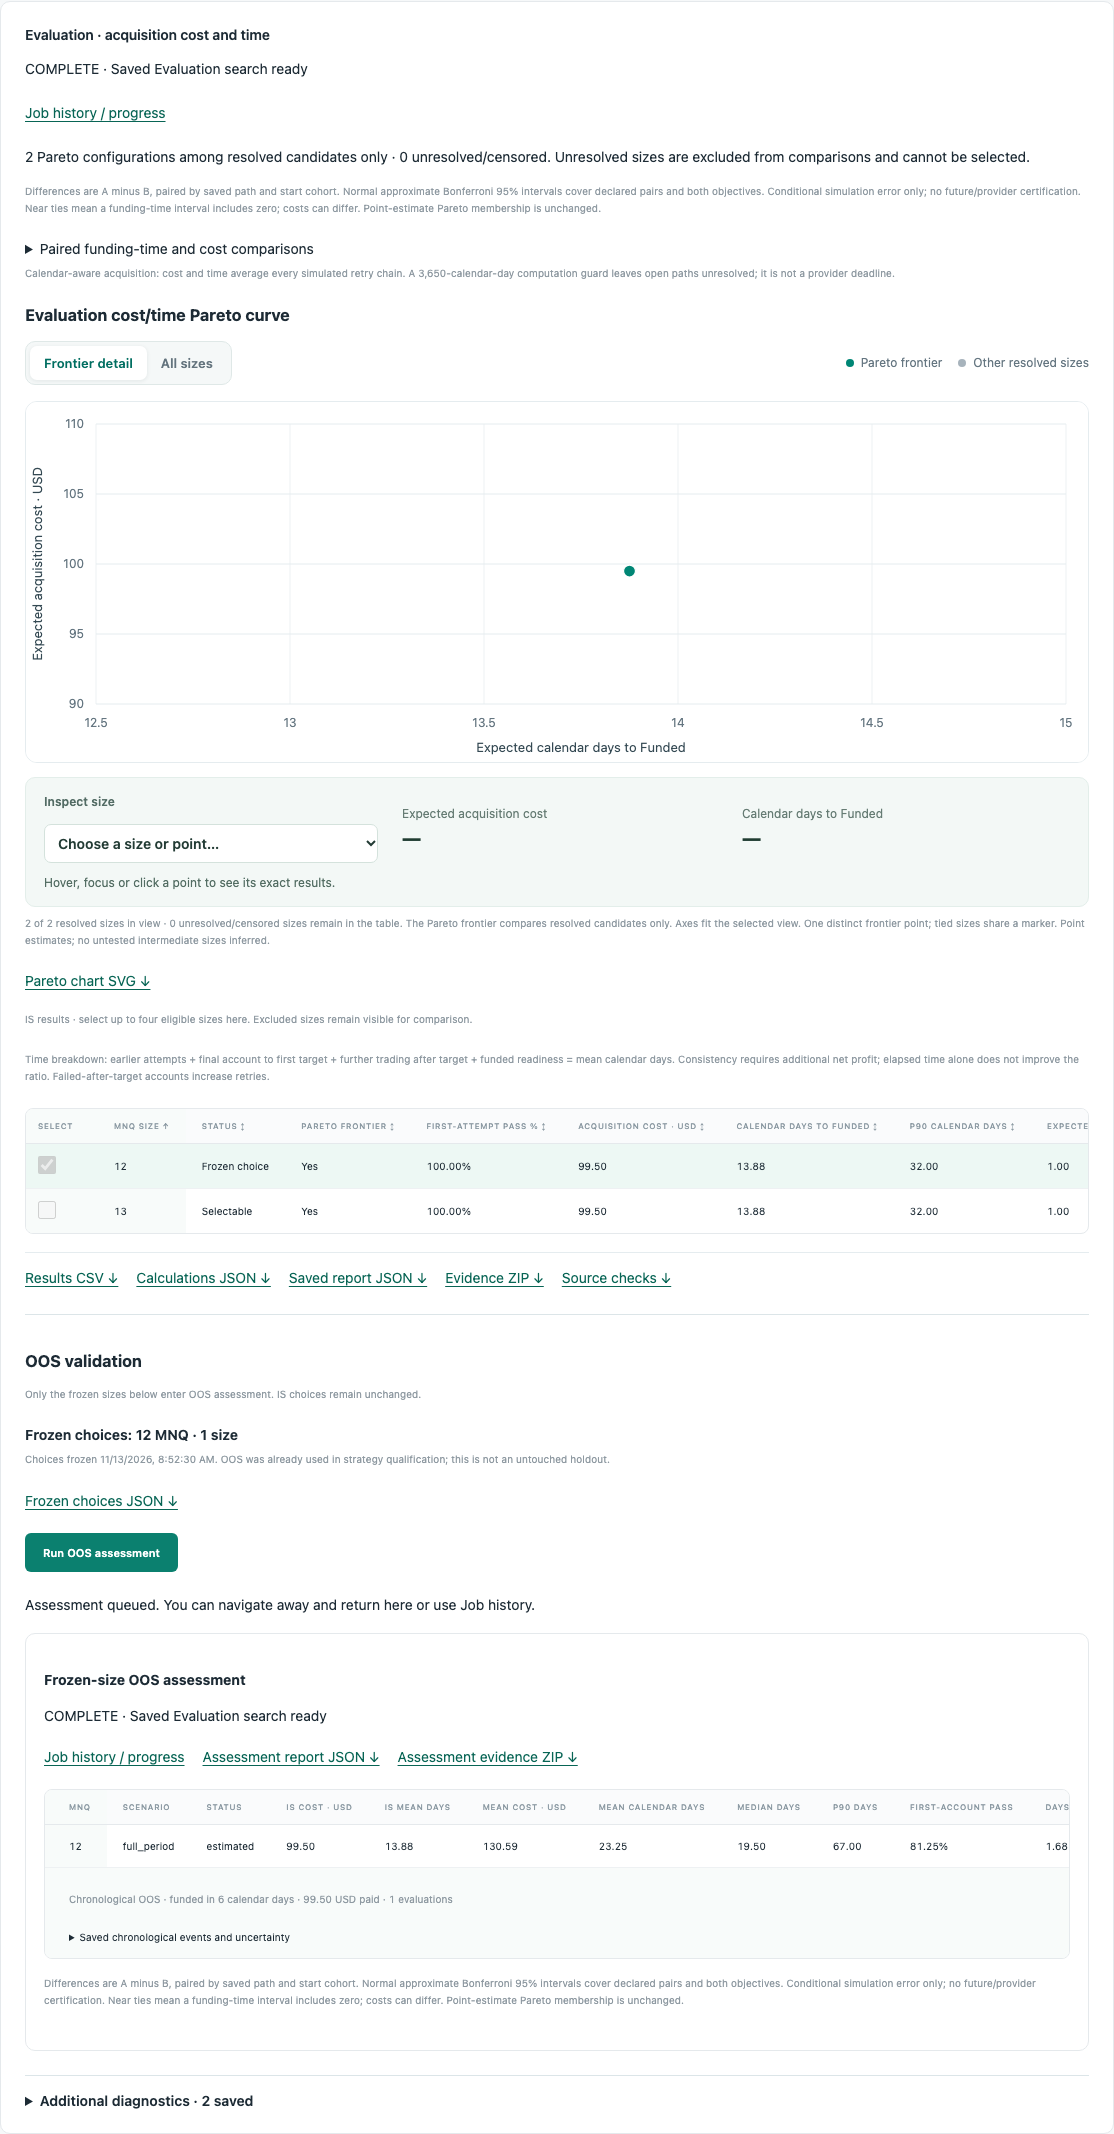 Evaluation · acquisition cost and time
COMPLETE · Saved Evaluation search ready
Job history / progress
2 Pareto configurations among resolved candidates only · 0 unresolved/censored. Unresolved sizes are excluded from comparisons and cannot be selected.
Differences are A minus B, paired by saved path and start cohort. Normal approximate Bonferroni 95% intervals cover declared pairs and both objectives. Conditional simulation error only; no future/provider certification.
Near ties mean a funding-time interval includes zero; costs can differ. Point-estimate Pareto membership is unchanged.
▶ Paired funding-time and cost comparisons
Calendar-aware acquisition: cost and time average every simulated retry chain. A 3,650-calendar-day computation guard leaves open paths unresolved; it is not a provider deadline.
Evaluation cost/time Pareto curve
Frontier detail All sizes
Pareto frontier Other resolved sizes
110
105
100
95
90
Expected acquisition cost · USD
12.5 13 13.5 14 14.5 15
Expected calendar days to Funded
Inspect size
Choose a size or point...
Hover, focus or click a point to see its exact results.
Expected acquisition cost
—
Calendar days to Funded
—
2 of 2 resolved sizes in view · 0 unresolved/censored sizes remain in the table. The Pareto frontier compares resolved candidates only. Axes fit the selected view. One distinct frontier point; tied sizes share a marker. Point
estimates; no untested intermediate sizes inferred.
Pareto chart SVG ↓
IS results · select up to four eligible sizes here. Excluded sizes remain visible for comparison.
Time breakdown: earlier attempts + final account to first target + further trading after target + funded readiness = mean calendar days. Consistency requires additional net profit; elapsed time alone does not improve the
ratio. Failed-after-target accounts increase retries.
SELECT MNQ SIZE ↑ STATUS ↕ PARETO FRONTIER ↕ FIRST-ATTEMPT PASS % ↕ ACQUISITION COST · USD ↕ CALENDAR DAYS TO FUNDED ↕ P90 CALENDAR DAYS ↕ EXPECTE
12 Frozen choice Yes 100.00% 99.50 13.88 32.00 1.00
13 Selectable Yes 100.00% 99.50 13.88 32.00 1.00
Results CSV ↓ Calculations JSON ↓ Saved report JSON ↓ Evidence ZIP ↓ Source checks ↓
OOS validation
Only the frozen sizes below enter OOS assessment. IS choices remain unchanged.
Frozen choices: 12 MNQ · 1 size
Choices frozen 11/13/2026, 8:52:30 AM. OOS was already used in strategy qualification; this is not an untouched holdout.
Frozen choices JSON ↓
Run OOS assessment
Assessment queued. You can navigate away and return here or use Job history.
Frozen-size OOS assessment
COMPLETE · Saved Evaluation search ready
Job history / progress Assessment report JSON ↓ Assessment evidence ZIP ↓
MNQ SCENARIO STATUS IS COST · USD IS MEAN DAYS MEAN COST · USD MEAN CALENDAR DAYS MEDIAN DAYS P90 DAYS FIRST-ACCOUNT PASS DAYS
12 full_period estimated 99.50 13.88 130.59 23.25 19.50 67.00 81.25% 1.68
Chronological OOS · funded in 6 calendar days · 99.50 USD paid · 1 evaluations
▶ Saved chronological events and uncertainty
Differences are A minus B, paired by saved path and start cohort. Normal approximate Bonferroni 95% intervals cover declared pairs and both objectives. Conditional simulation error only; no future/provider
certification. Near ties mean a funding-time interval includes zero; costs can differ. Point-estimate Pareto membership is unchanged.
▶ Additional diagnostics · 2 saved